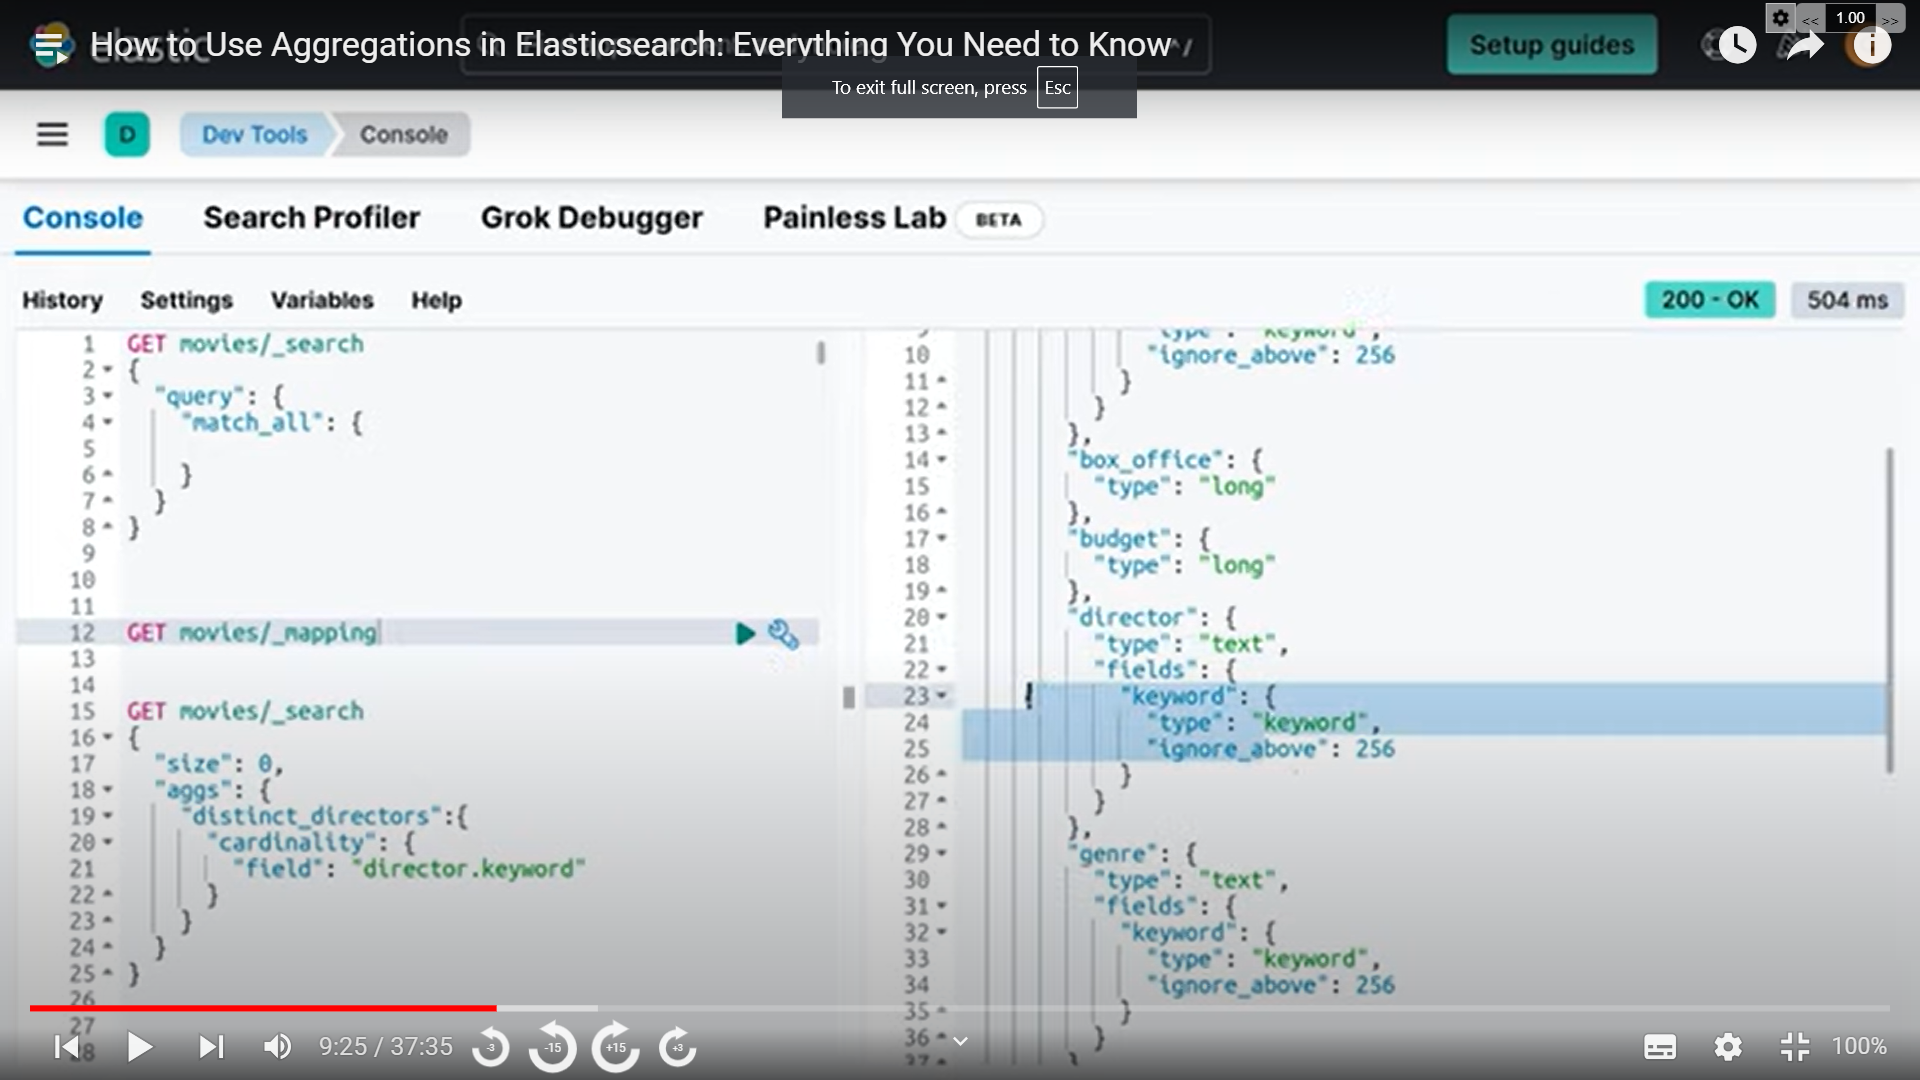 How to Use Aggregations in Elasticsearch: Everything You Need to Know
elastic
/
Setup guides
<< 1.00 >>
To exit full screen, press Esc
D
Dev Tools
Console
Console
Search Profiler
Grok Debugger
Painless Lab
BETA
History
Settings
Variables
Help
200 - OK
504 ms
1 GET movies/_search
2 {
3 "query": {
4 "match_all": {
5
6 }
7 }
8 }
9
10
11
12 GET movies/_mapping
13
14
15 GET movies/_search
16 {
17 "size": 0,
18 "aggs": {
19 "distinct_directors":{
20 "cardinality": {
21 "field": "director.keyword"
22 }
23 }
24 }
25 }
26
27
28
9 "type": "keyword",
10 "ignore_above": 256
11 }
12 }
13 },
14 "box_office": {
15 "type": "long"
16 },
17 "budget": {
18 "type": "long"
19 },
20 "director": {
21 "type": "text",
22 "fields": {
23 "keyword": {
24 "type": "keyword",
25 "ignore_above": 256
26 }
27 }
28 },
29 "genre": {
30 "type": "text",
31 "fields": {
32 "keyword": {
33 "type": "keyword",
34 "ignore_above": 256
35 }
36 }
37 }
9:25 / 37:35
-3
-15
+15
+3
100%